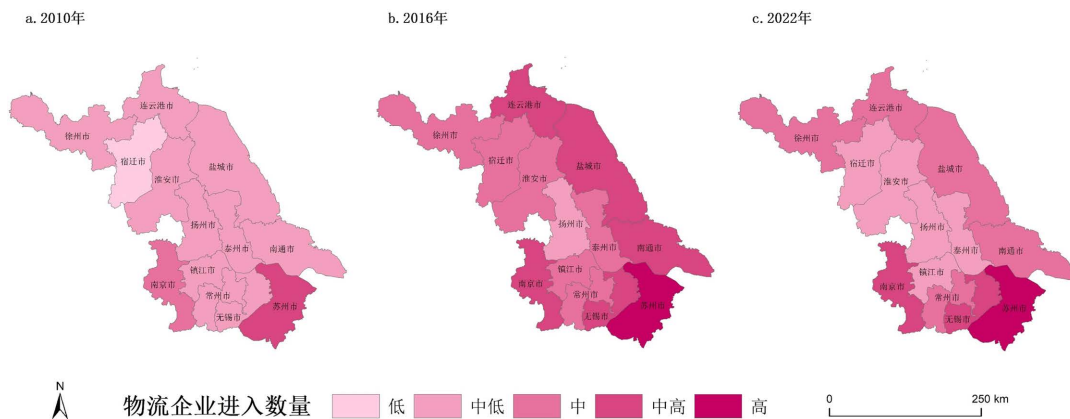 a. 2010年
b. 2016年
c. 2022年
连云港市
徐州市
宿迁市
淮安市
盐城市
扬州市
泰州市
南通市
镇江市
南京市
常州市
无锡市
苏州市
连云港市
徐州市
宿迁市
淮安市
盐城市
扬州市
泰州市
南通市
镇江市
南京市
常州市
无锡市
苏州市
连云港市
徐州市
宿迁市
淮安市
盐城市
扬州市
泰州市
南通市
镇江市
南京市
常州市
无锡市
苏州市
N
物流企业进入数量 低 中低 中 中高 高
0 250 km